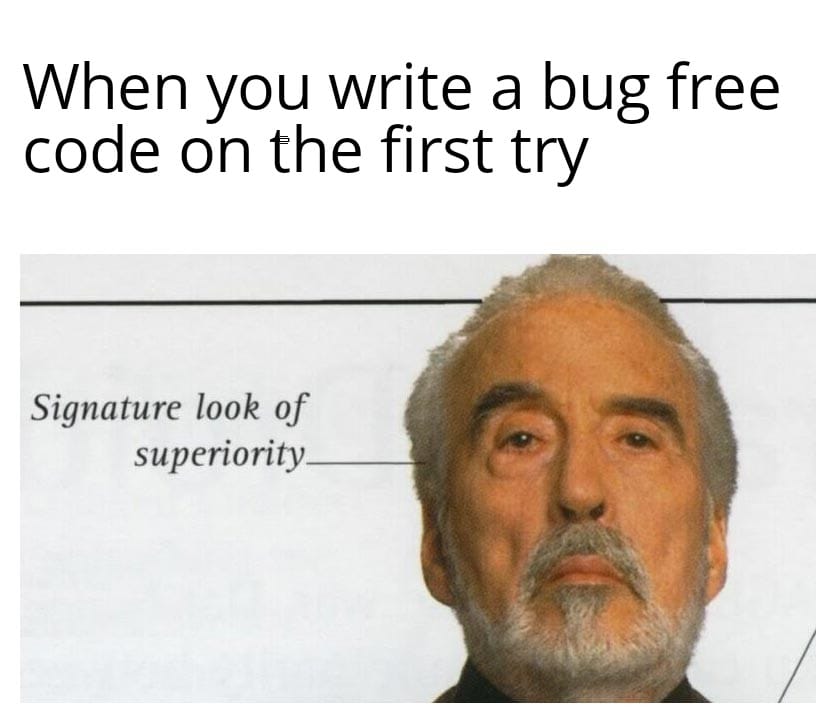 When you write a bug free
code on the first try
Signature look of
superiority